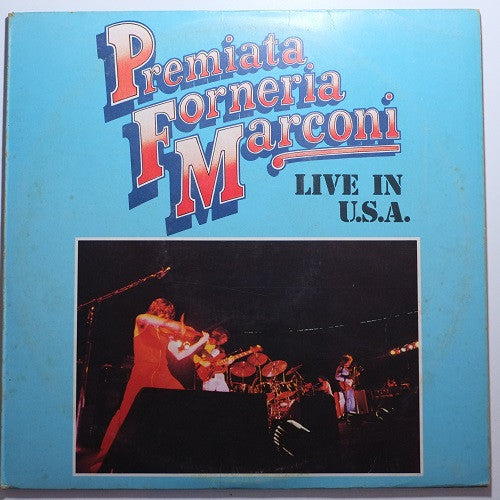 Premiata
Forneria
Marconi
LIVE IN
U.S.A.